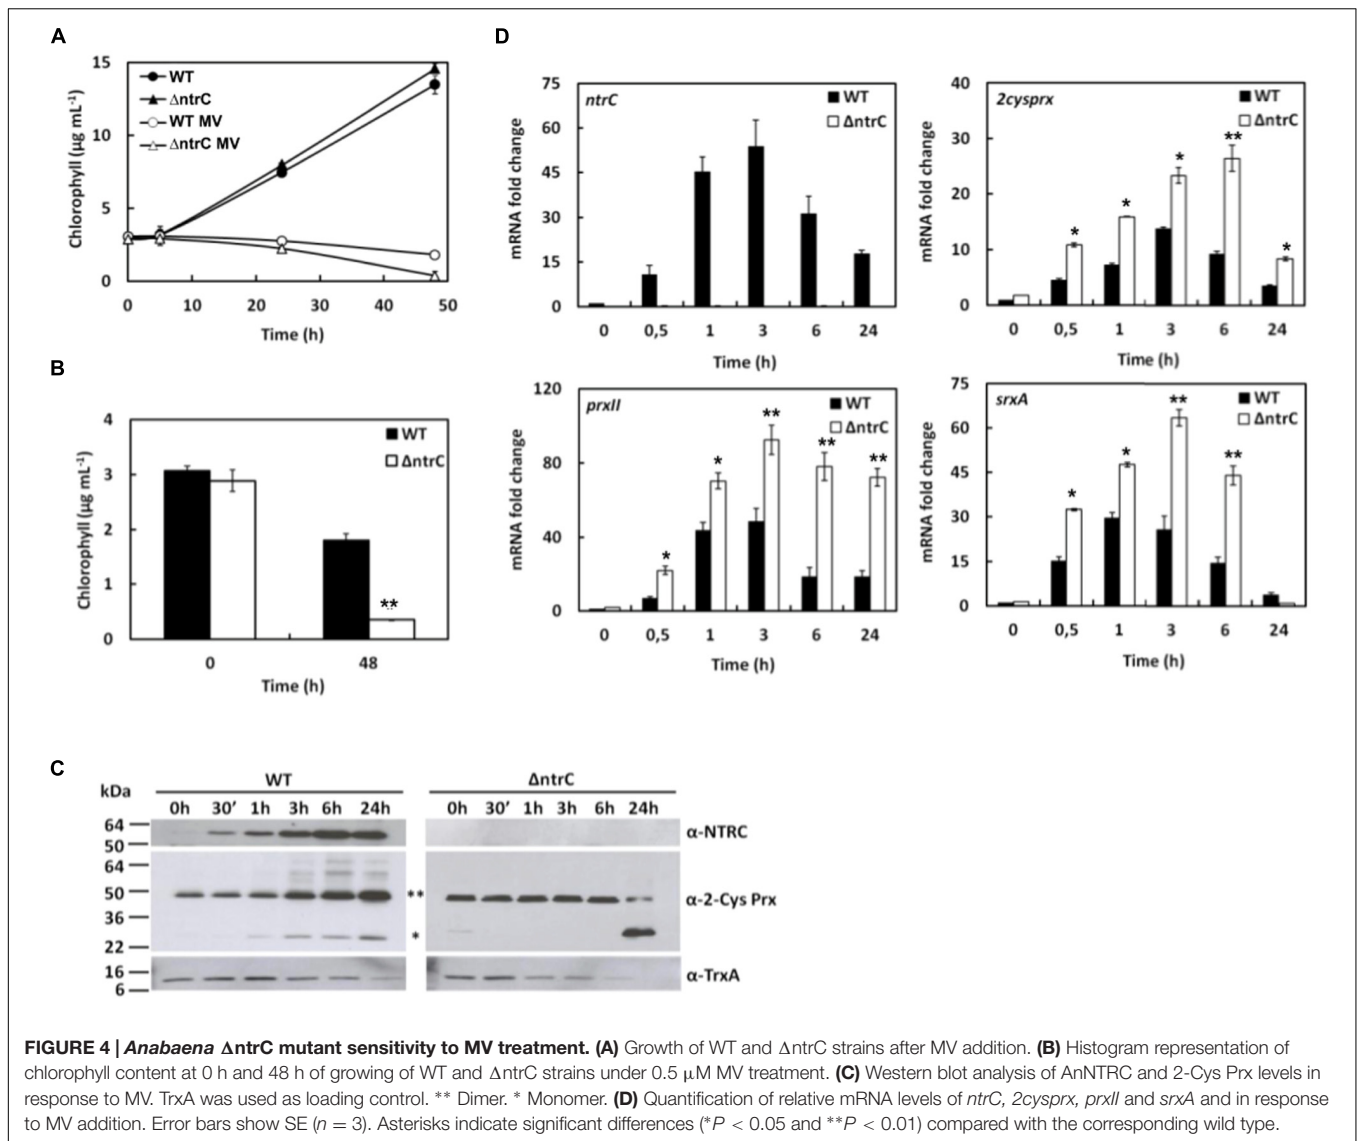 A
15
10
5
0
Chlorophyll (µg mL-1)
WT
ΔntrC
WT MV
ΔntrC MV
0 10 20 30 40 50
Time (h)
B
4
3
2
1
0
Chlorophyll (µg mL-1)
WT
ΔntrC
**
0 48
Time (h)
D
75
60
45
30
15
0
mRNA fold change
ntrC
WT
ΔntrC
0 0,5 1 3 6 24
Time (h)
40
30
20
10
0
mRNA fold change
2cysprx
WT
ΔntrC
* * * ** *
0 0,5 1 3 6 24
Time (h)
120
80
40
0
mRNA fold change
prxII
WT
ΔntrC
* * ** ** **
0 0,5 1 3 6 24
Time (h)
75
60
45
30
15
0
mRNA fold change
srxA
WT
ΔntrC
* * ** **
0 0,5 1 3 6 24
Time (h)
C
WT ΔntrC
kDa 0h 30’ 1h 3h 6h 24h 0h 30’ 1h 3h 6h 24h
64
50
α-NTRC
64
50 **
36
22 *
α-2-Cys Prx
16
6
α-TrxA
FIGURE 4 | Anabaena ΔntrC mutant sensitivity to MV treatment. (A) Growth of WT and ΔntrC strains after MV addition. (B) Histogram representation of
chlorophyll content at 0 h and 48 h of growing of WT and ΔntrC strains under 0.5 µM MV treatment. (C) Western blot analysis of AnNTRC and 2-Cys Prx levels in
response to MV. TrxA was used as loading control. ** Dimer. * Monomer. (D) Quantification of relative mRNA levels of ntrC, 2cysprx, prxII and srxA and in response
to MV addition. Error bars show SE (n = 3). Asterisks indicate significant differences (*P < 0.05 and **P < 0.01) compared with the corresponding wild type.